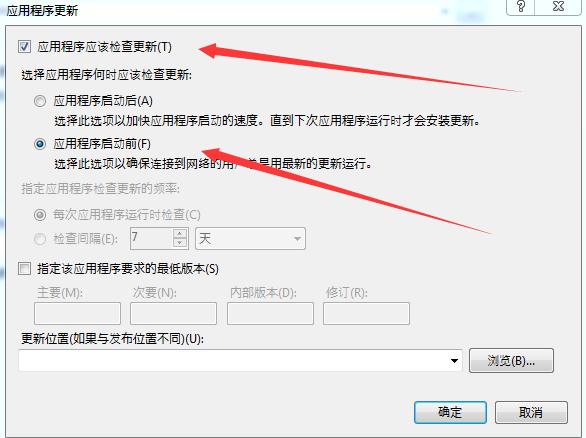 应用程序更新
应用程序应该检查更新(T)
选择应用程序何时应该检查更新:
应用程序启动后(A)
选择此选项以加快应用程序启动的速度。直到下次应用程序运行时才会安装更新。
应用程序启动前(F)
选择此选项以确保连接到网络的用户总是用最新的更新运行。
指定应用程序检查更新的频率:
每次应用程序运行时检查(C)
检查间隔(E): 7 天
指定该应用程序要求的最低版本(S)
主要(M): 次要(N): 内部版本(D): 修订(R):
更新位置(如果与发布位置不同)(U):
浏览(B)...
确定 取消